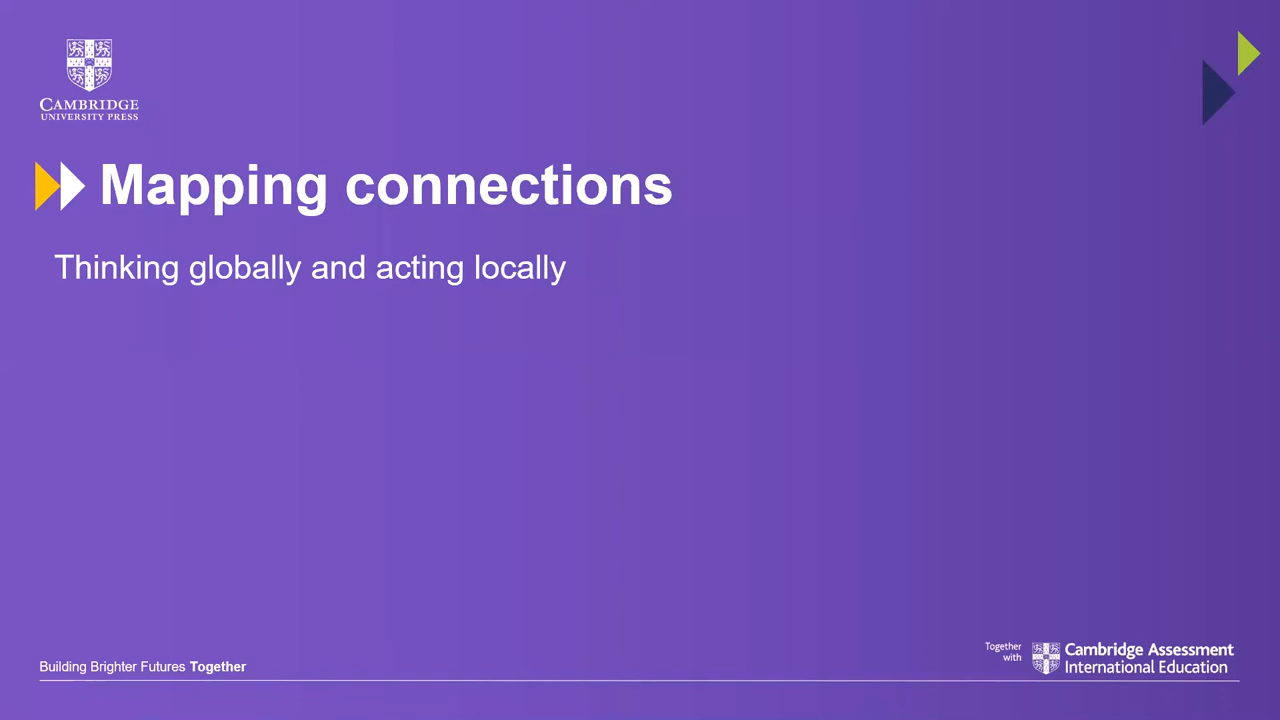 CAMBRIDGE
UNIVERSITY PRESS
Mapping connections
Thinking globally and acting locally
Building Brighter Futures Together
Together
with
Cambridge Assessment
International Education